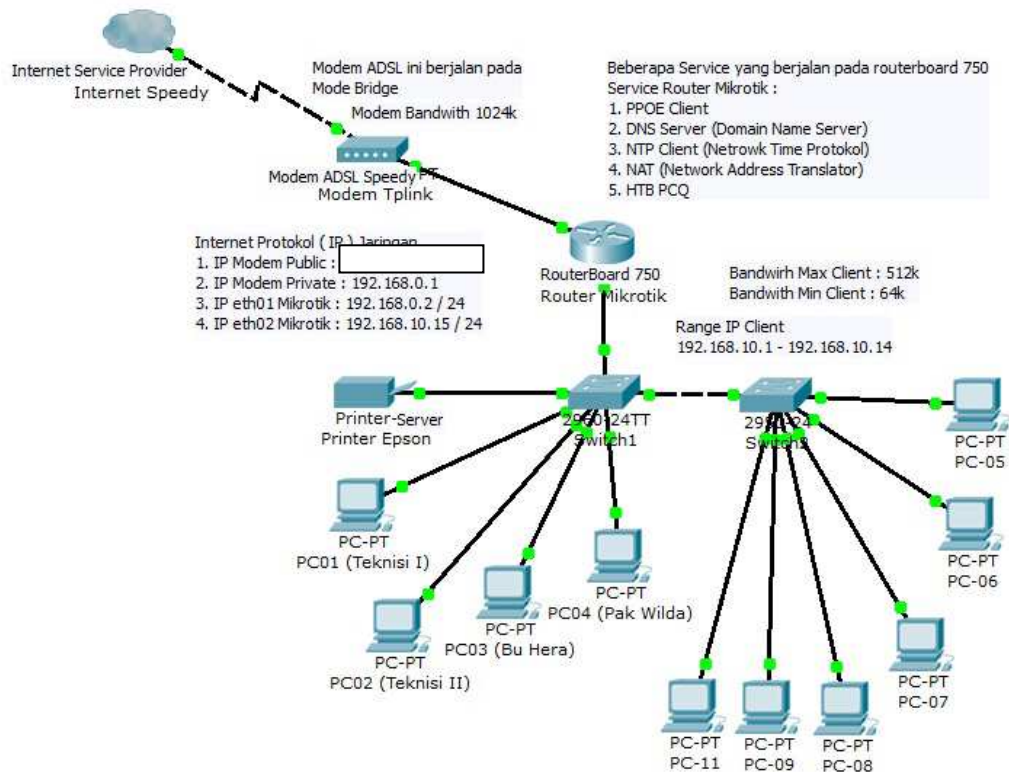 Internet Service Provider
Internet Speedy
Modem ADSL ini berjalan pada
Mode Bridge
Modem Bandwith 1024k
Modem ADSL Speedy PT
Modem Tplink
Beberapa Service yang berjalan pada routerboard 750
Service Router Mikrotik :
1. PPOE Client
2. DNS Server (Domain Name Server)
3. NTP Client (Netrowk Time Protokol)
4. NAT (Network Address Translator)
5. HTB PCQ
Internet Protokol ( IP ) Jaringan
1. IP Modem Public :
2. IP Modem Private : 192.168.0.1
3. IP eth01 Mikrotik : 192.168.0.2 / 24
4. IP eth02 Mikrotik : 192.168.10.15 / 24
RouterBoard 750
Router Mikrotik
Bandwirh Max Client : 512k
Bandwith Min Client : 64k
Range IP Client
192.168.10.1 - 192.168.10.14
Printer-Server
Printer Epson
2960-24TT
Switch1
2950-24
Switch2
PC-PT
PC-05
PC-PT
PC-06
PC-PT
PC01 (Teknisi I)
PC-PT
PC04 (Pak Wilda)
PC-PT
PC03 (Bu Hera)
PC-PT
PC02 (Teknisi II)
PC-PT
PC-07
PC-PT
PC-11
PC-PT
PC-09
PC-PT
PC-08